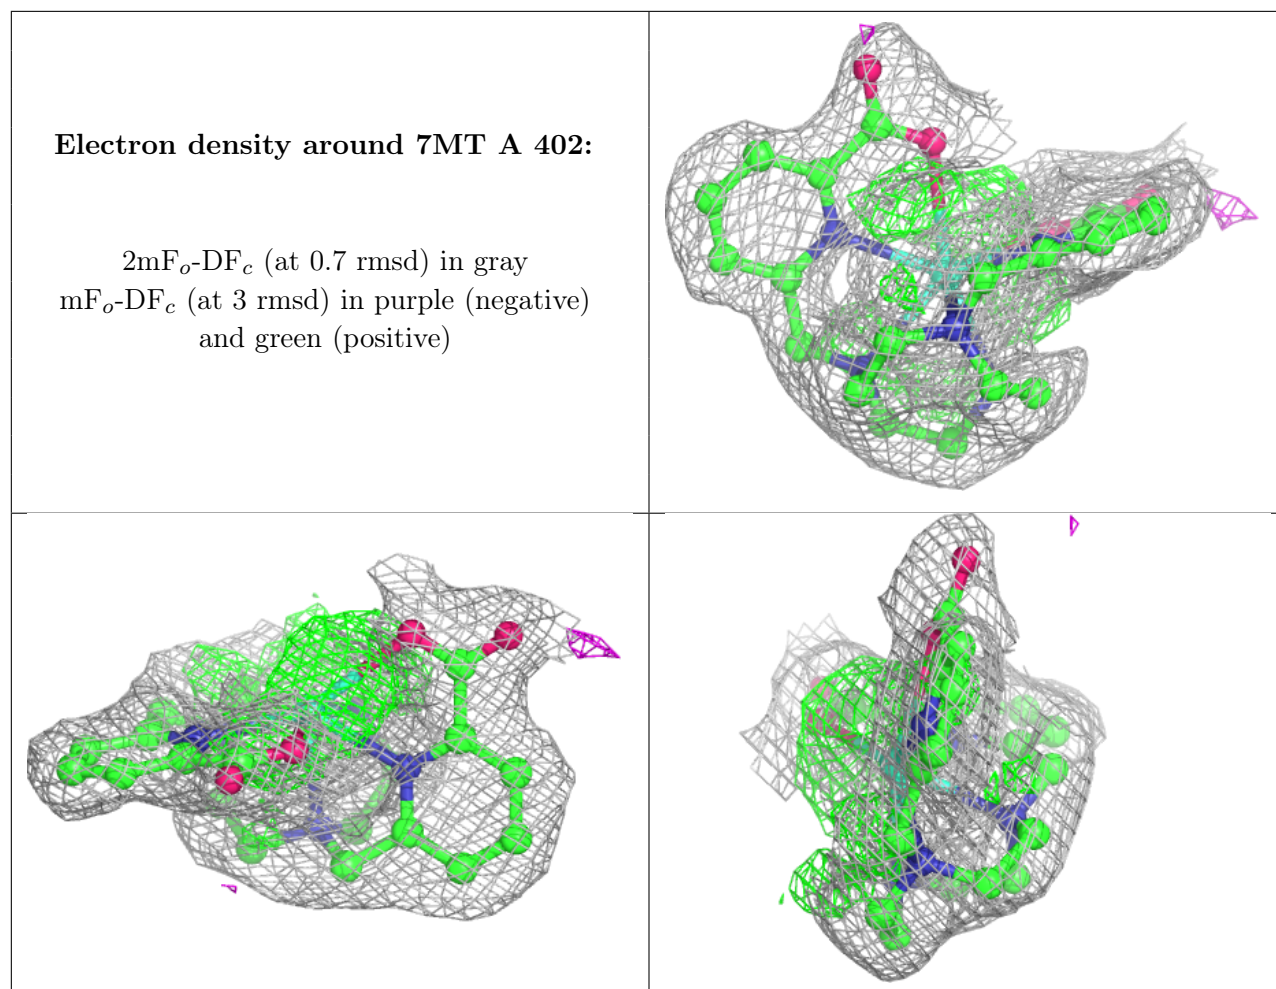 Electron density around 7MT A 402:
2mFo-DFc (at 0.7 rmsd) in gray
mFo-DFc (at 3 rmsd) in purple (negative)
and green (positive)